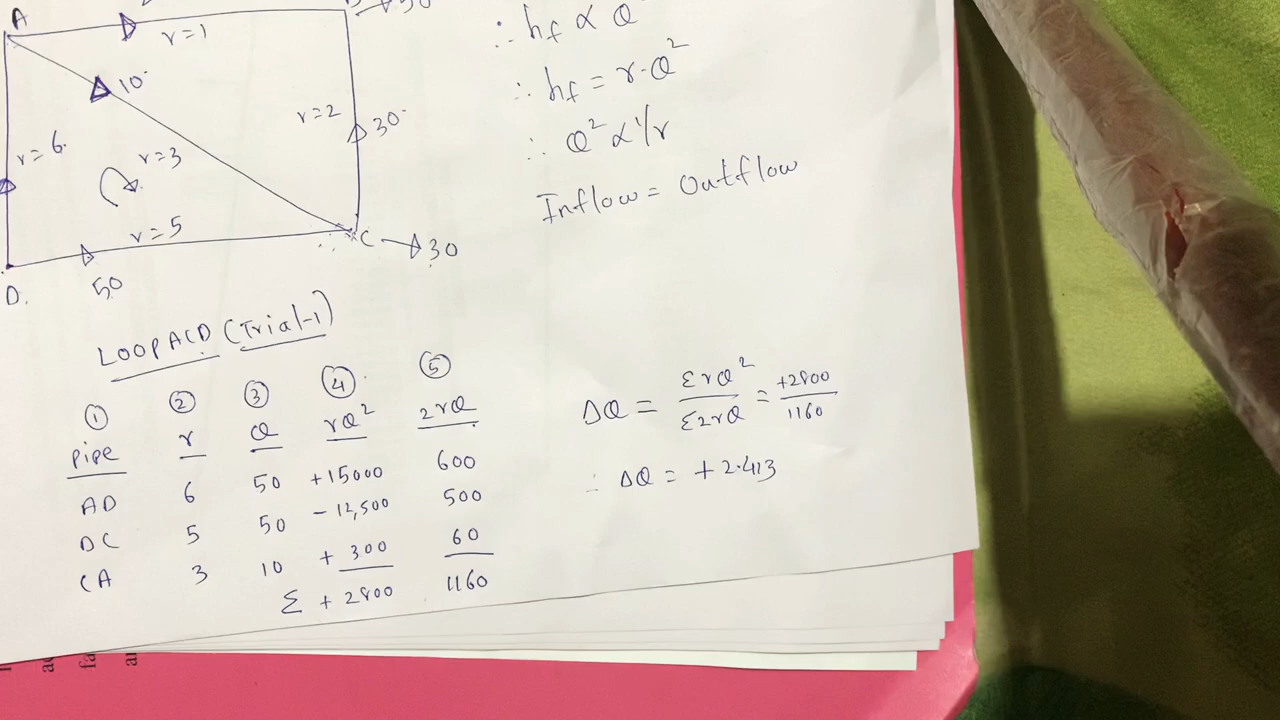 A
r=1
∴ hf ∝ Q
10
∴ hf = r·Q²
r=2
30
r=6
∴ Q² ∝ 1/r
r=3
Inflow = Outflow
r=5
C → 30
D.
50
LOOP ACD (Trial-1)
① ② ③ ④ ⑤
Pipe r Q rQ² 2rQ
AD 6 50 +15000 600
DC 5 50 - 12,500 500
CA 3 10 + 300 60
Σ + 2800 1160
ΔQ = ΣrQ² / Σ2rQ = +2800 / 1160
∴ ΔQ = + 2.413